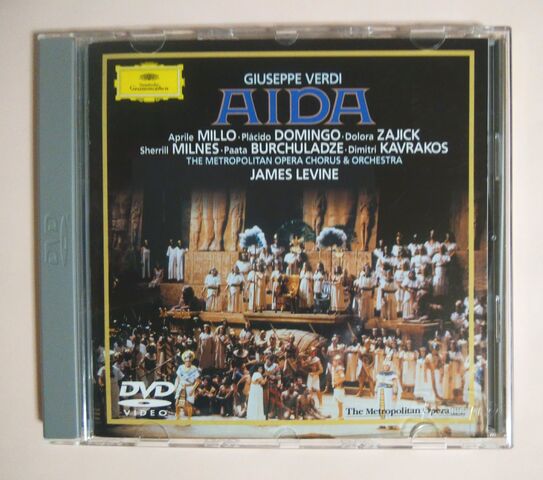 Deutsche
Grammophon
GIUSEPPE VERDI
AIDA
Aprile MILLO · Plácido DOMINGO · Dolora ZAJICK
Sherrill MILNES · Paata BURCHULADZE · Dimitri KAVRAKOS
THE METROPOLITAN OPERA CHORUS & ORCHESTRA
JAMES LEVINE
DVD
DVD
VIDEO
The Metropolitan Opera